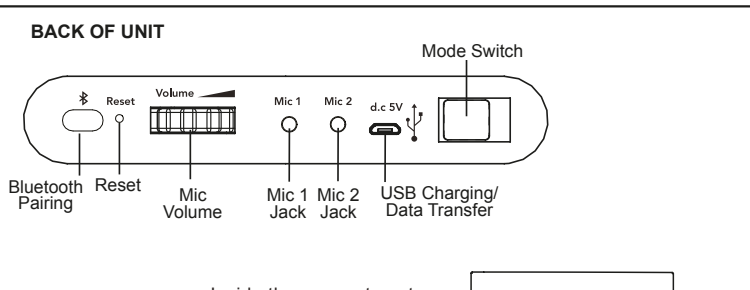 BACK OF UNIT
Mode Switch
Reset
Volume
Mic 1
Mic 2
d.c 5V
Bluetooth
Pairing
Reset
Mic
Volume
Mic 1
Jack
Mic 2
Jack
USB Charging/
Data Transfer